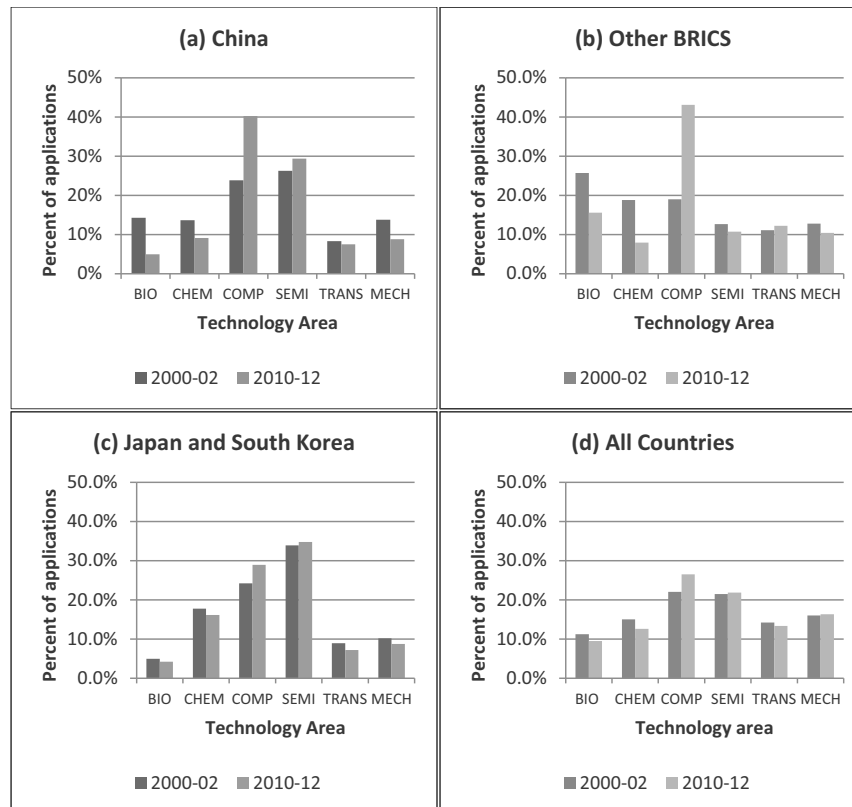 (a) China
Percent of applications
50%
40%
30%
20%
10%
0%
BIO CHEM COMP SEMI TRANS MECH
Technology Area
2000-02 2010-12
(b) Other BRICS
Percent of applications
50.0%
40.0%
30.0%
20.0%
10.0%
0.0%
BIO CHEM COMP SEMI TRANS MECH
Technology Area
2000-02 2010-12
(c) Japan and South Korea
Percent of applications
50.0%
40.0%
30.0%
20.0%
10.0%
0.0%
BIO CHEM COMP SEMI TRANS MECH
Technology Area
2000-02 2010-12
(d) All Countries
Percent of applications
50.0%
40.0%
30.0%
20.0%
10.0%
0.0%
BIO CHEM COMP SEMI TRANS MECH
Technology area
2000-02 2010-12